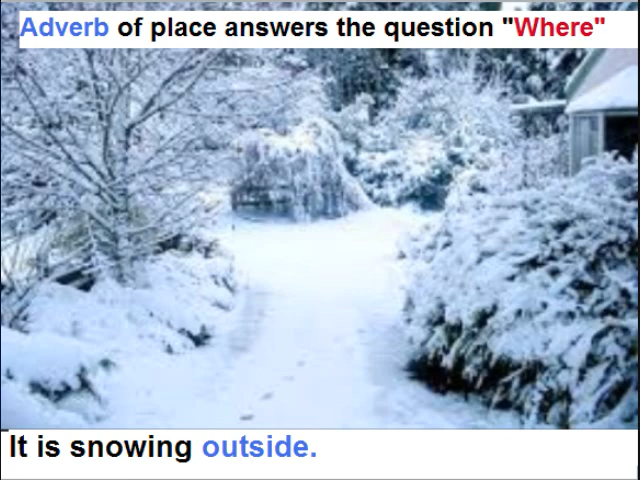 Adverb of place answers the question "Where"
It is snowing outside.